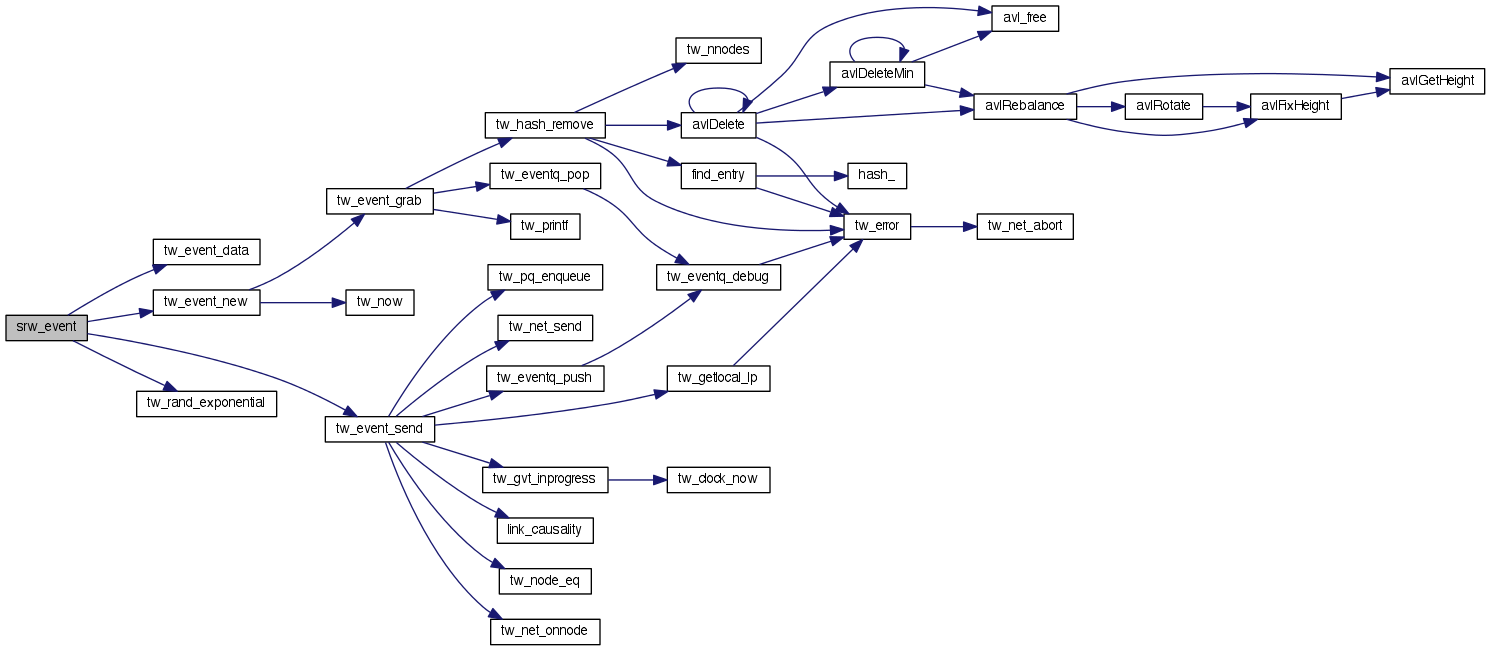 srw_event
tw_event_data
tw_event_new
tw_rand_exponential
tw_event_grab
tw_now
tw_event_send
tw_hash_remove
tw_eventq_pop
tw_printf
tw_pq_enqueue
tw_net_send
tw_eventq_push
tw_gvt_inprogress
link_causality
tw_node_eq
tw_net_onnode
tw_nnodes
avlDelete
find_entry
tw_eventq_debug
tw_getlocal_lp
tw_clock_now
avlDeleteMin
hash_
tw_error
avl_free
avlRebalance
tw_net_abort
avlRotate
avlFixHeight
avlGetHeight